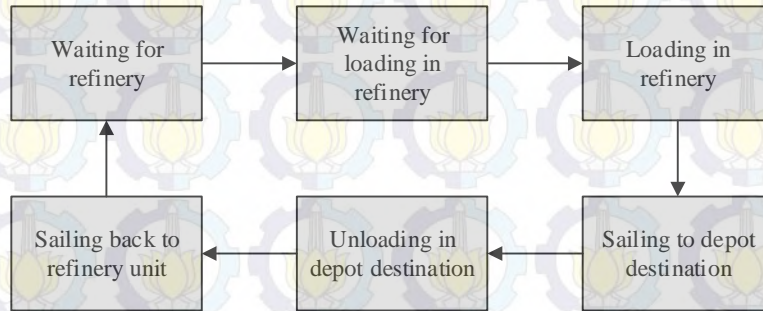 Waiting for
refinery
Waiting for
loading in
refinery
Loading in
refinery
Sailing back to
refinery unit
Unloading in
depot destination
Sailing to depot
destination